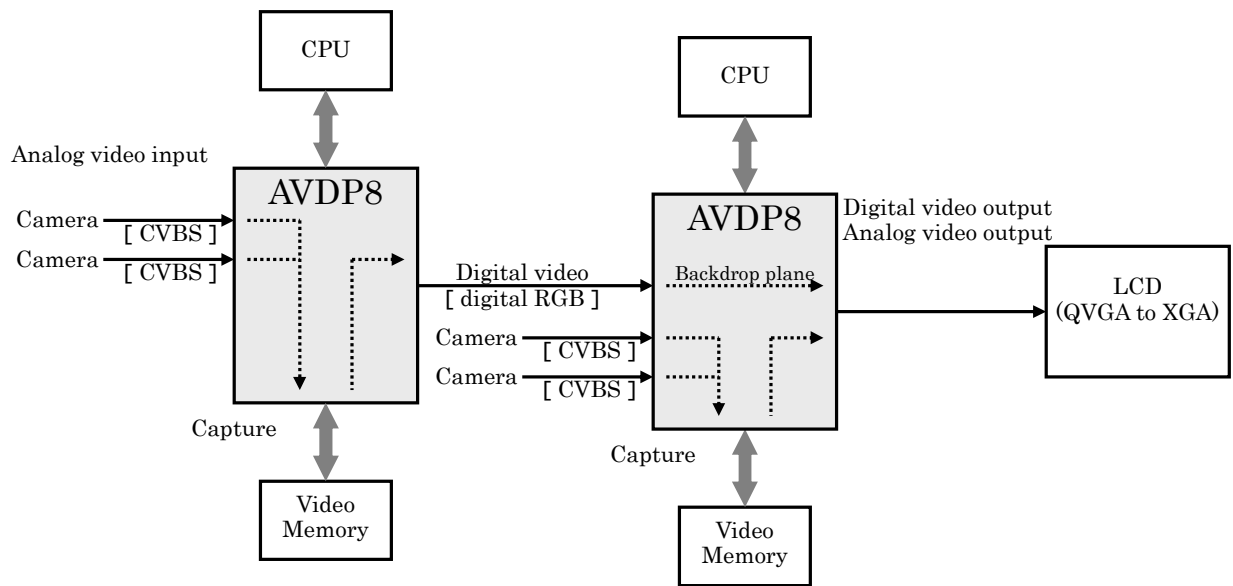 CPU
CPU
Analog video input
AVDP8
Camera
[ CVBS ]
Camera
[ CVBS ]
AVDP8
Digital video output
Analog video output
Digital video
[ digital RGB ]
Backdrop plane
LCD
(QVGA to XGA)
Camera
[ CVBS ]
Camera
[ CVBS ]
Capture
Capture
Video
Memory
Video
Memory